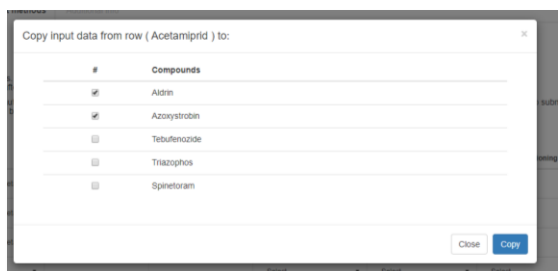 Copy input data from row ( Acetamiprid ) to:
×
# Compounds
Aldrin
Azoxystrobin
Tebufenozide
Triazophos
Spinetoram
Close Copy